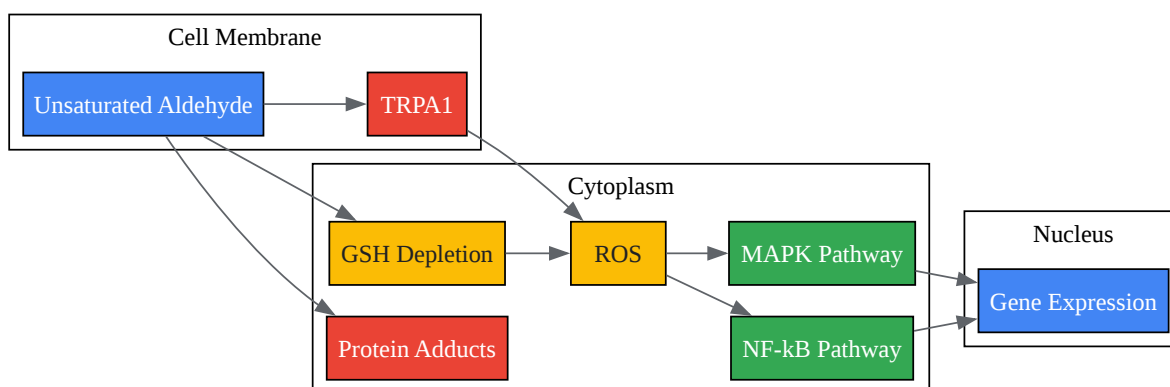 Cell Membrane
Unsaturated Aldehyde
TRPA1
Cytoplasm
GSH Depletion
ROS
MAPK Pathway
Protein Adducts
NF-kB Pathway
Nucleus
Gene Expression